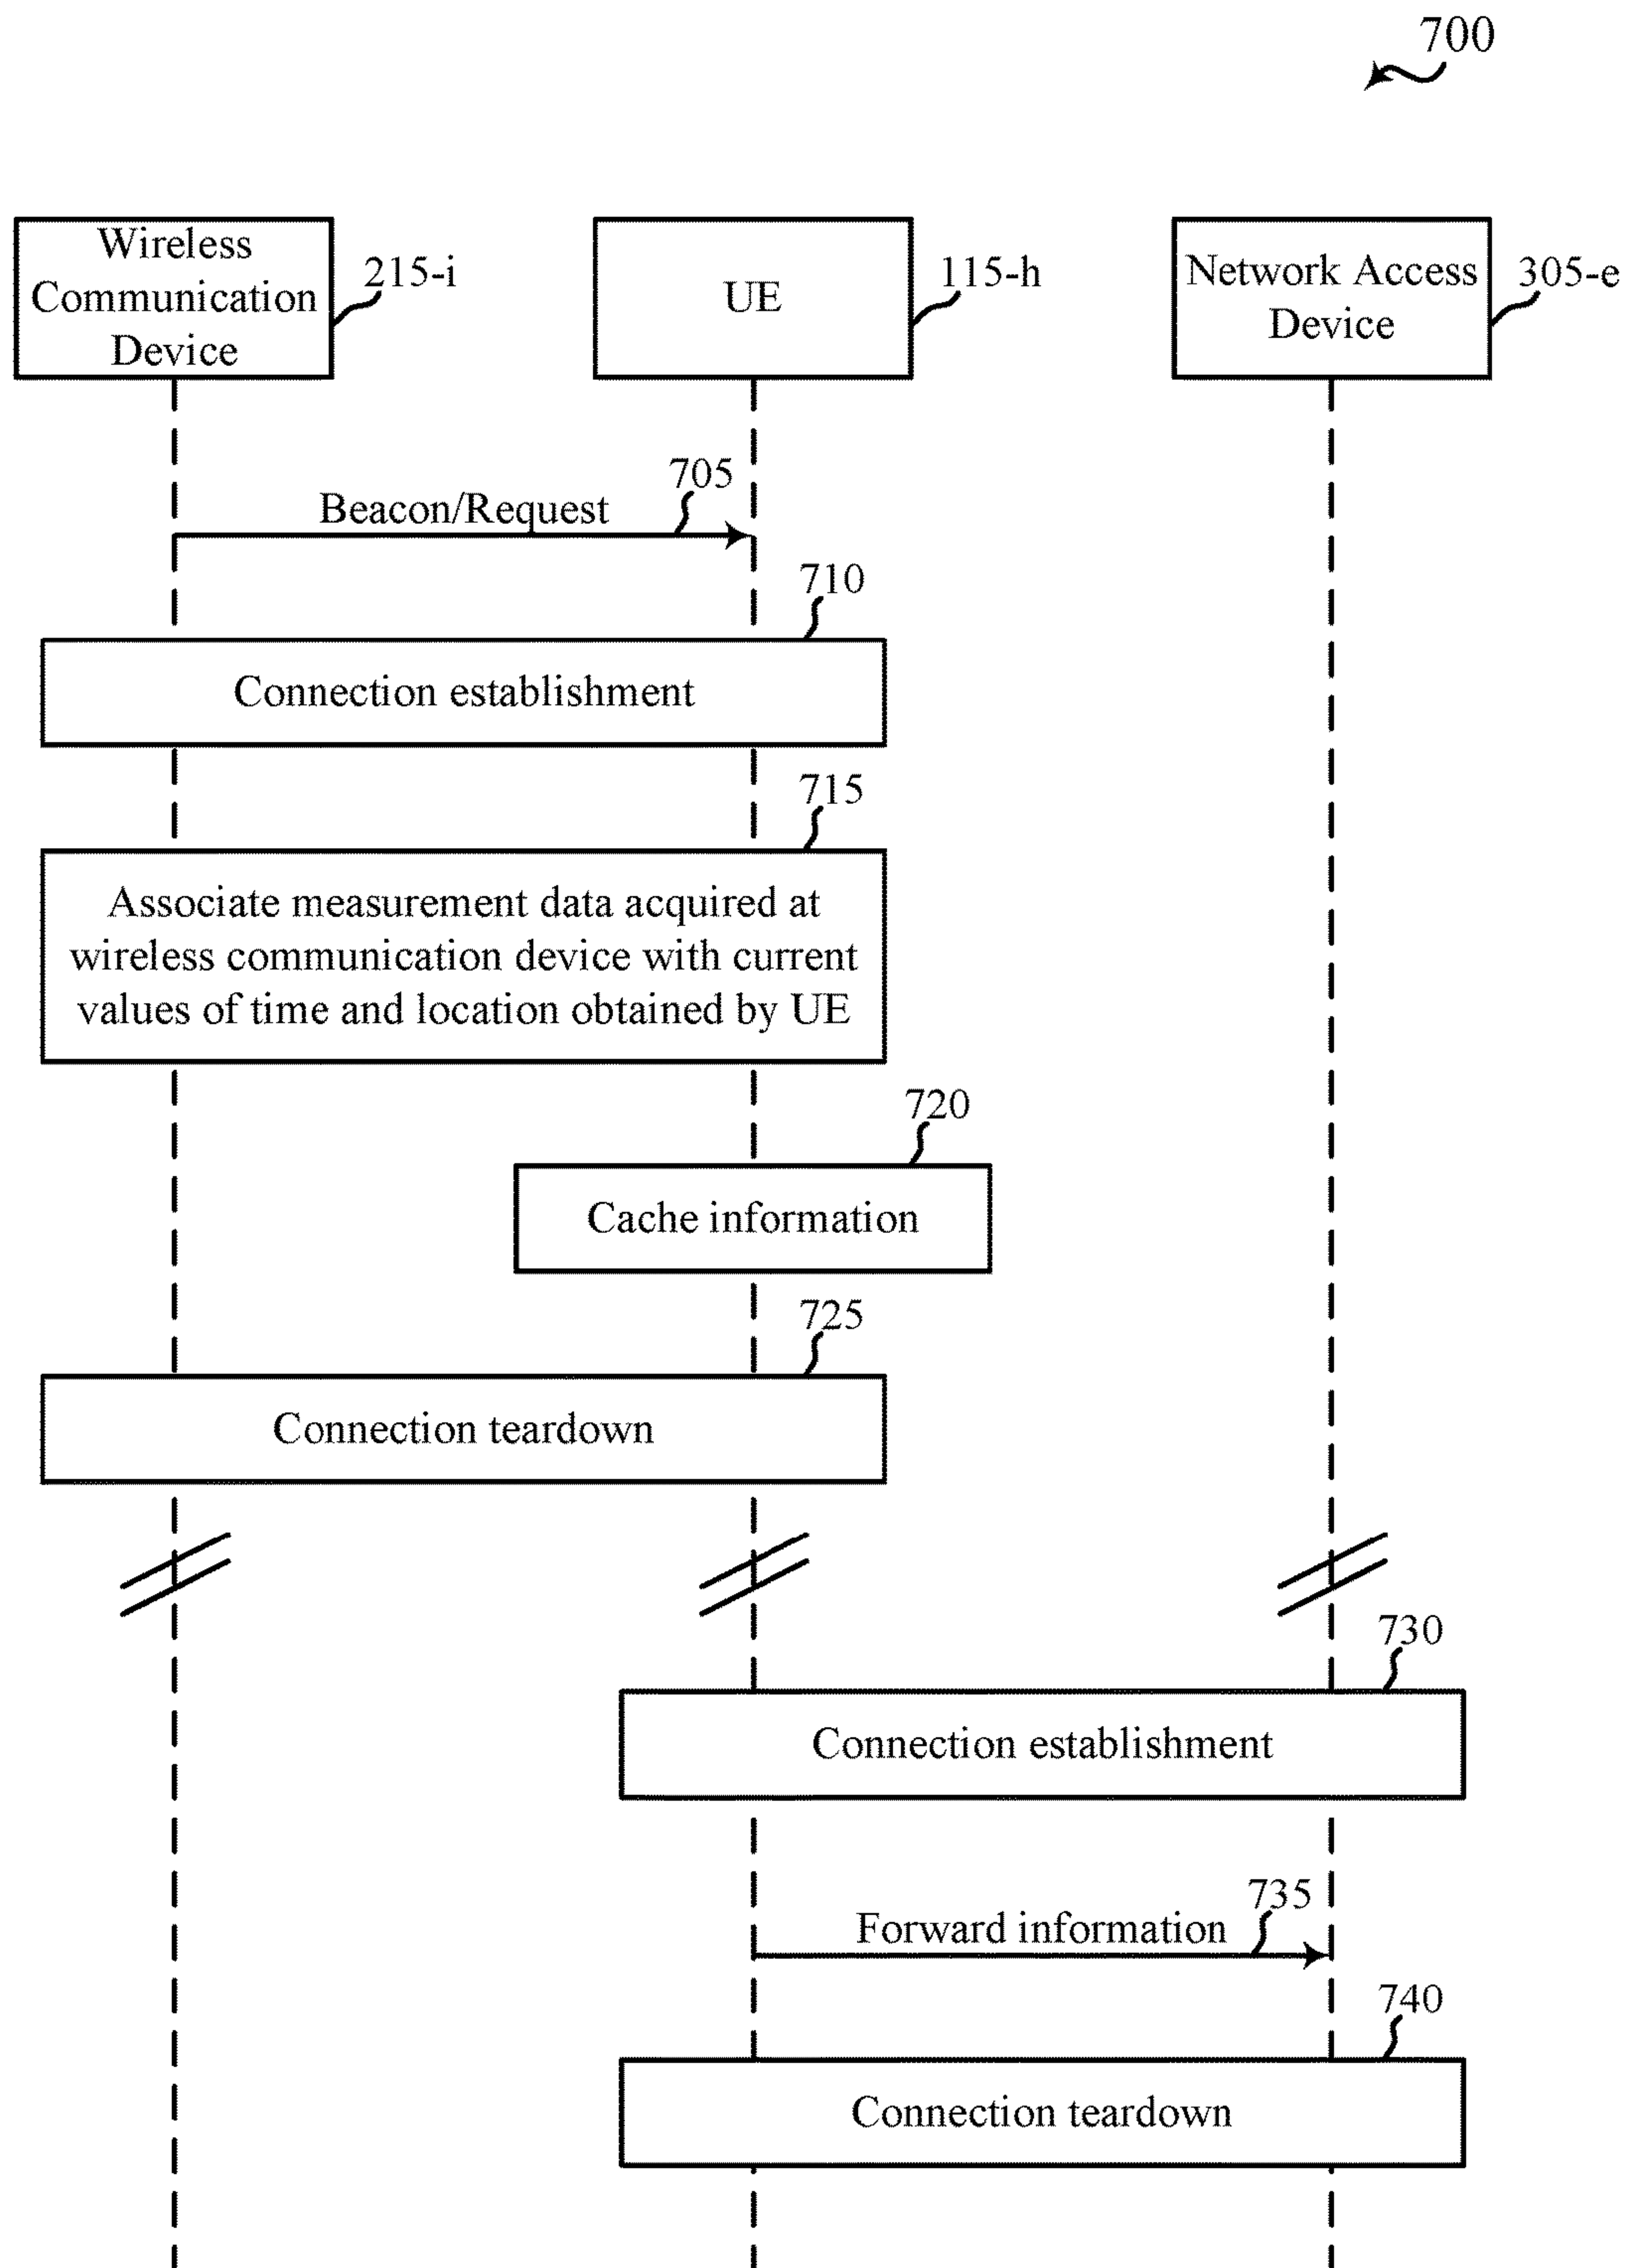 700
Wireless
Communication
Device
215-i
UE
115-h
Network Access
Device
305-e
705
Beacon/Request
710
Connection establishment
715
Associate measurement data acquired at
wireless communication device with current
values of time and location obtained by UE
720
Cache information
725
Connection teardown
730
Connection establishment
735
Forward information
740
Connection teardown